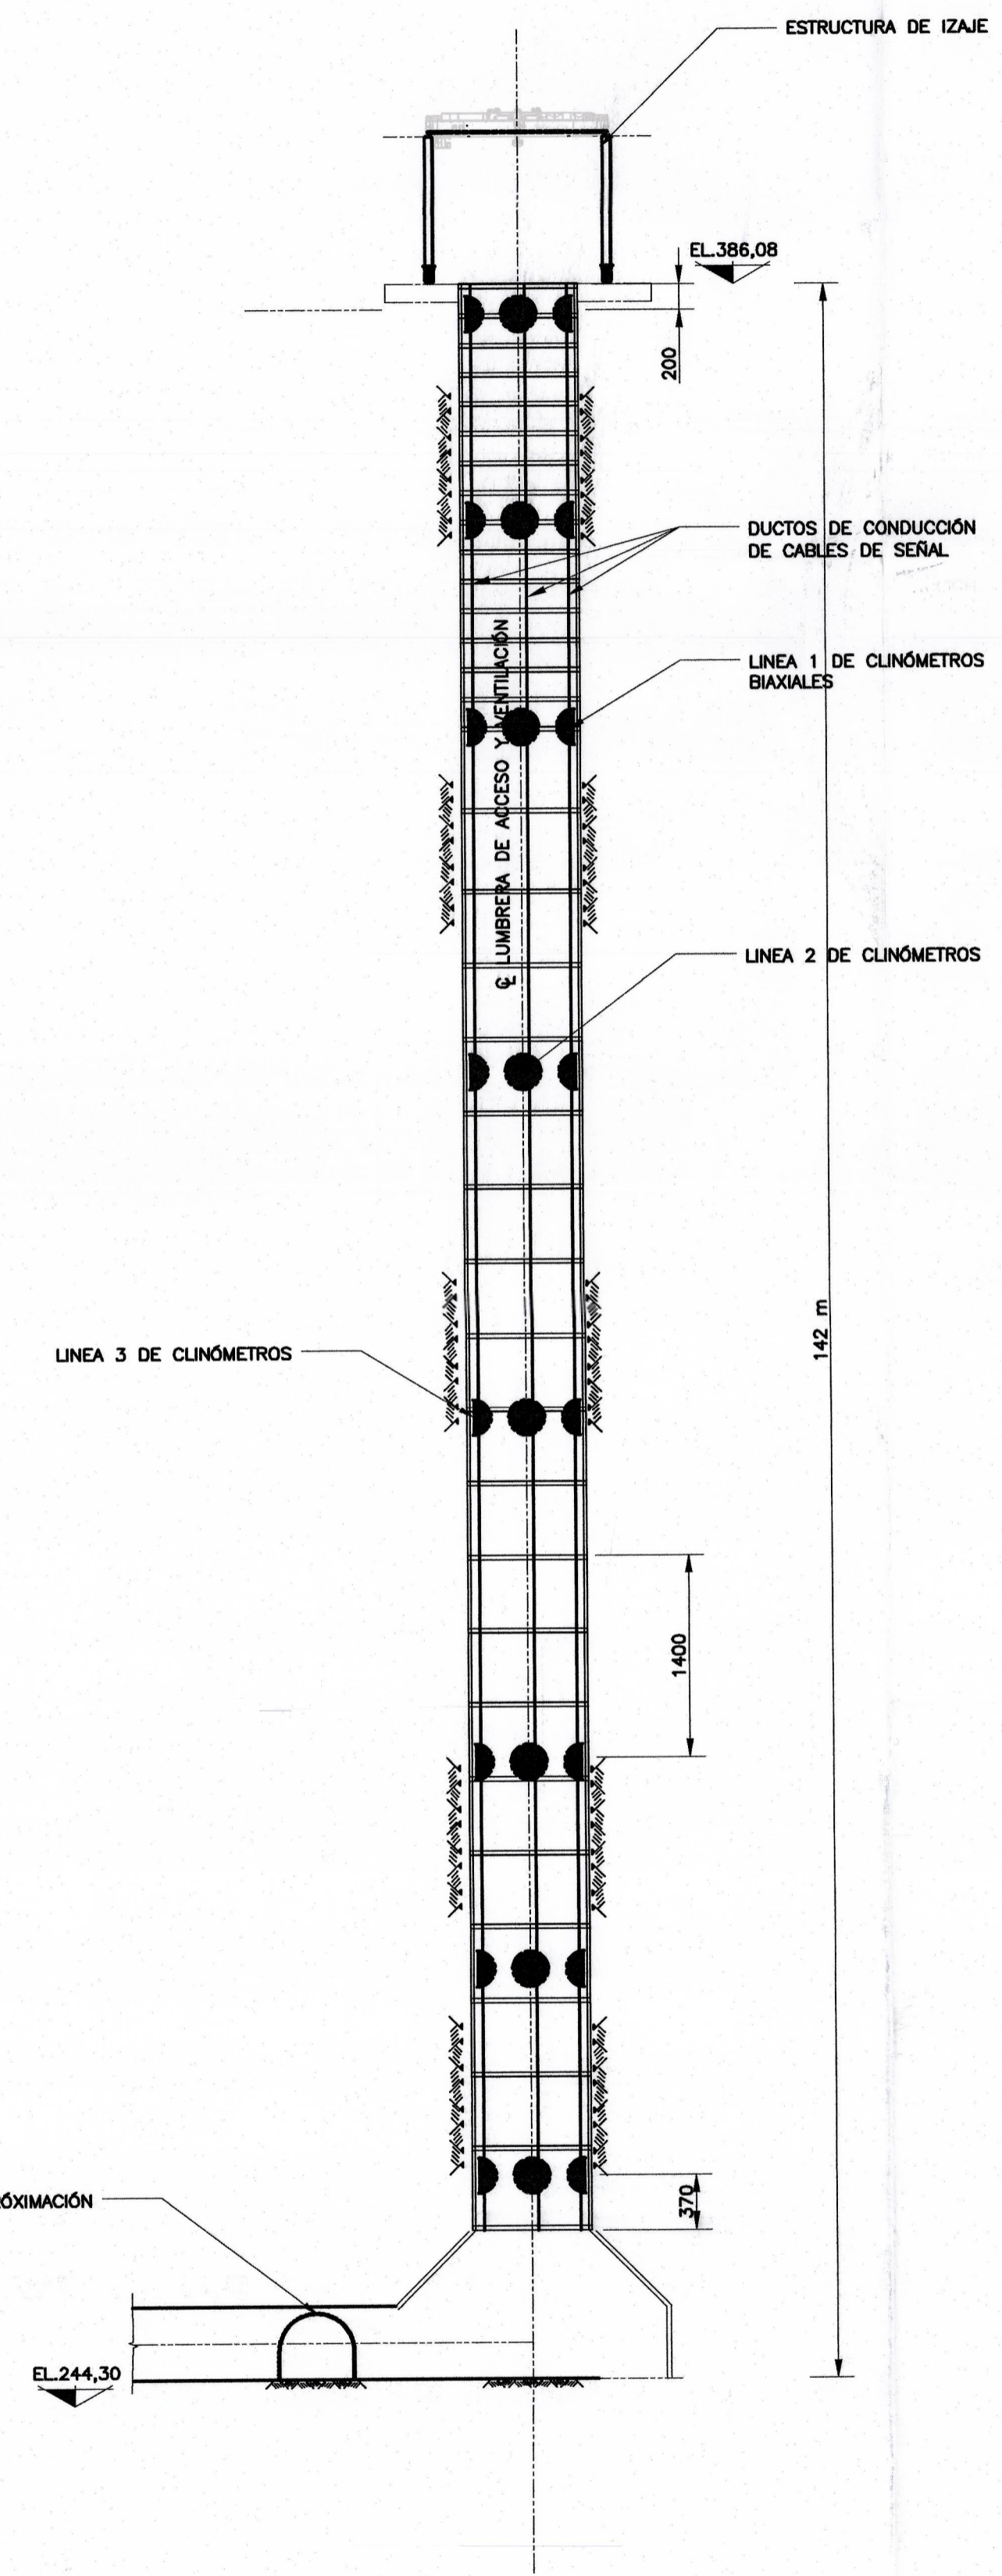 ESTRUCTURA DE IZAJE
EL.386,08
200
DUCTOS DE CONDUCCIÓN
DE CABLES DE SEÑAL
LINEA 1 DE CLINÓMETROS
BIAXIALES
℄ LUMBRERA DE ACCESO Y VENTILACIÓN
LINEA 2 DE CLINÓMETROS
142 m
LINEA 3 DE CLINÓMETROS
1400
370
RÓXIMACIÓN
EL.244,30